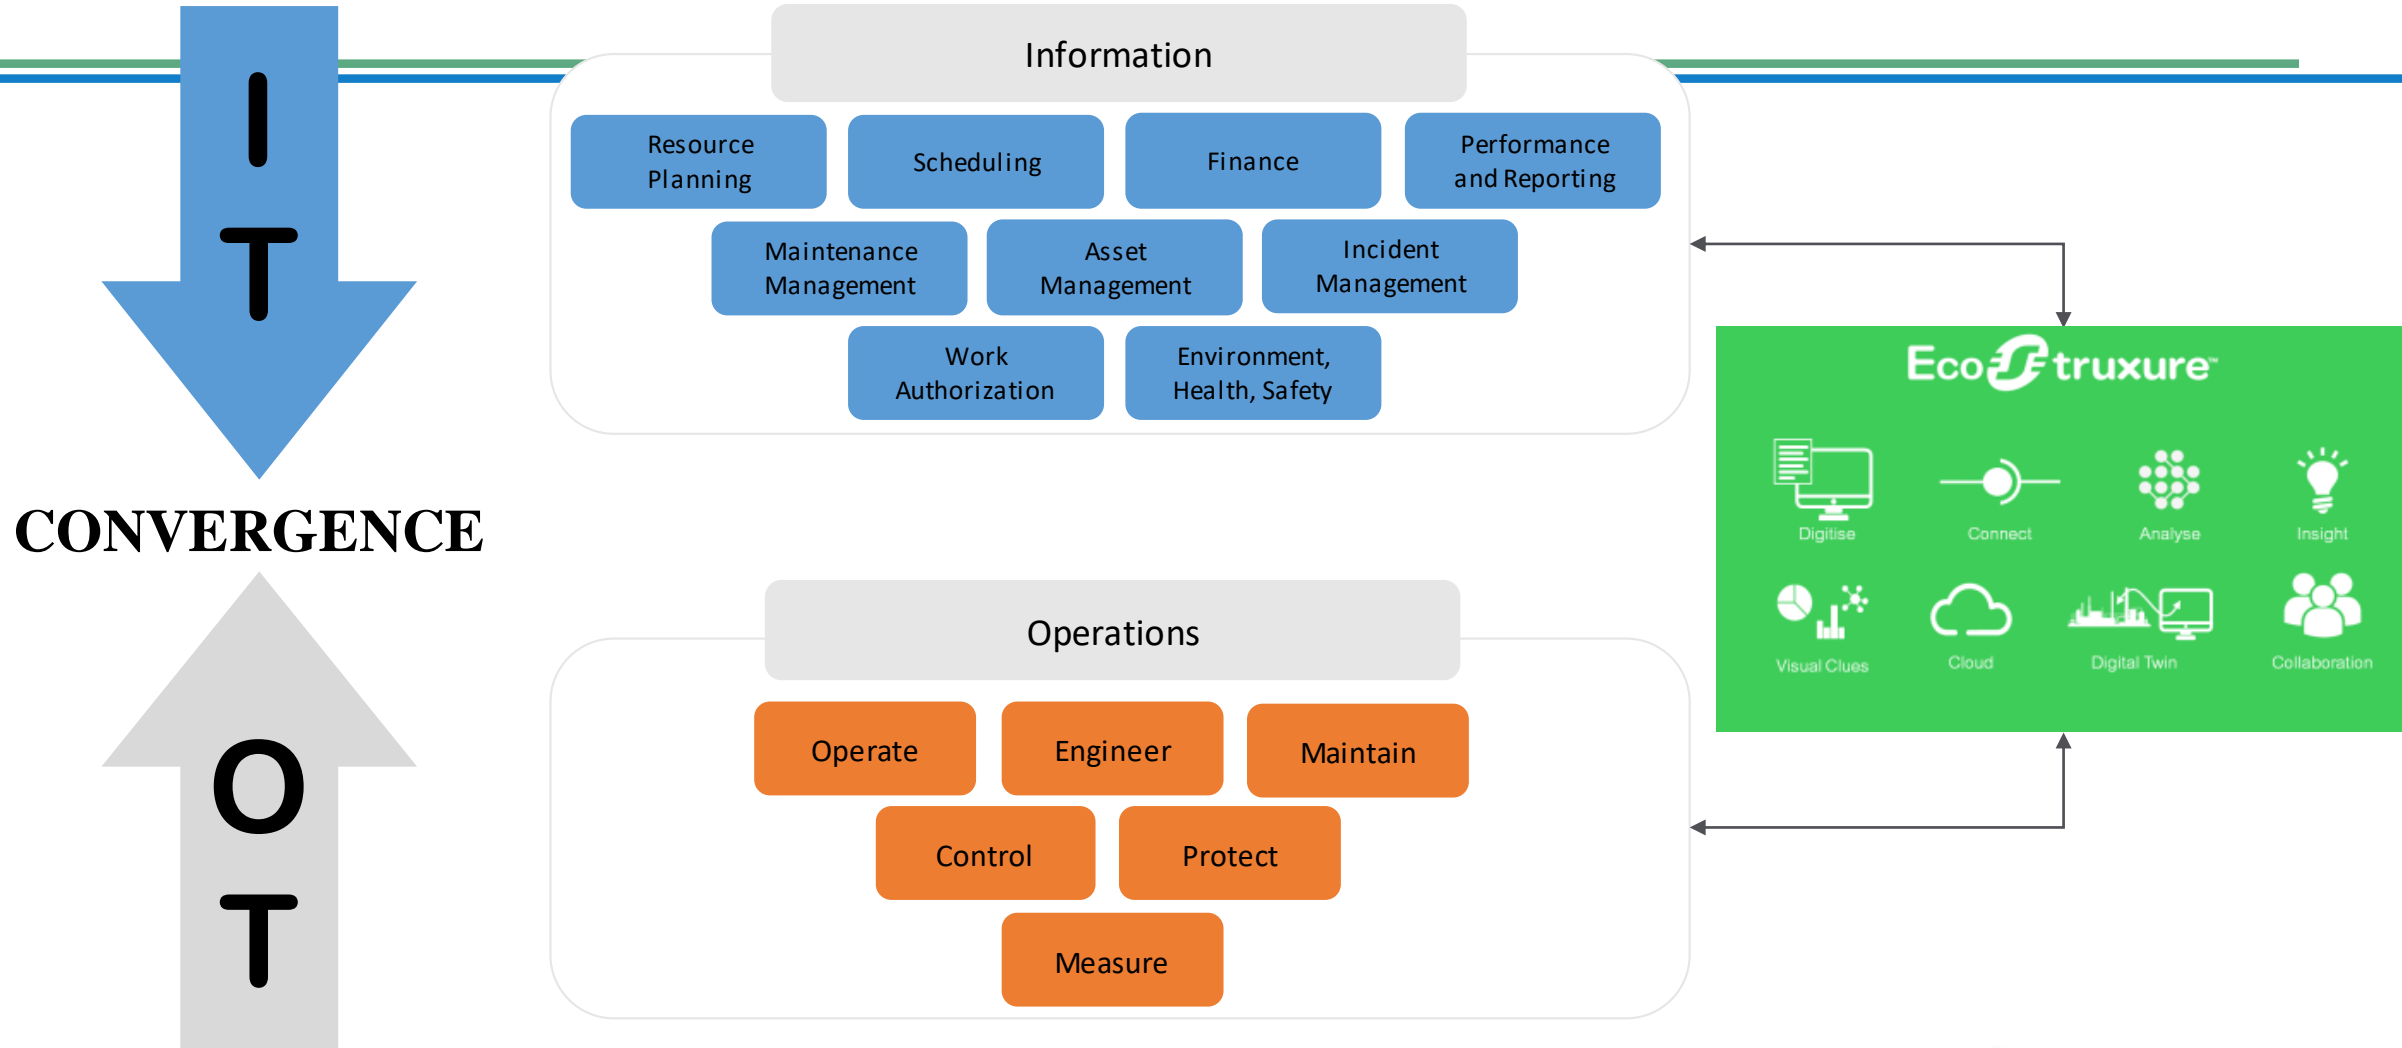 I
T
CONVERGENCE
O
T
Information
Resource
Planning
Scheduling
Finance
Performance
and Reporting
Maintenance
Management
Asset
Management
Incident
Management
Work
Authorization
Environment,
Health, Safety
Operations
Operate
Engineer
Maintain
Control
Protect
Measure
EcoStruxure™
Digitise
Connect
Analyse
Insight
Visual Clues
Cloud
Digital Twin
Collaboration